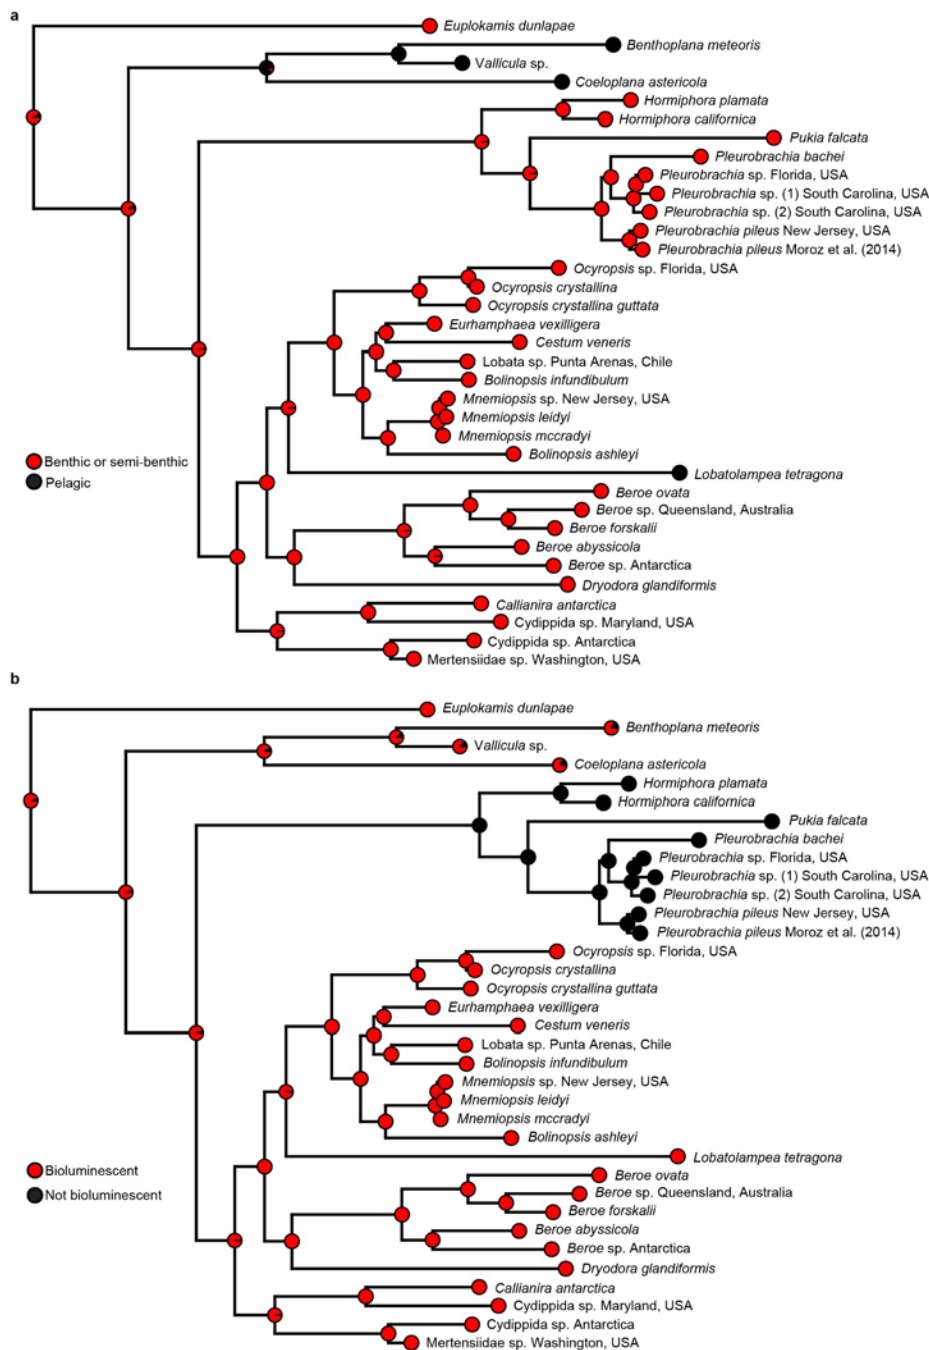 a
Euplokamis dunlapae
Benthoplana meteoris
Vallicula sp.
Coeloplana astericola
Hormiphora plamata
Hormiphora californica
Pukia falcata
Pleurobrachia bachei
Pleurobrachia sp. Florida, USA
Pleurobrachia sp. (1) South Carolina, USA
Pleurobrachia sp. (2) South Carolina, USA
Pleurobrachia pileus New Jersey, USA
Pleurobrachia pileus Moroz et al. (2014)
Ocyropsis sp. Florida, USA
Ocyropsis crystallina
Ocyropsis crystallina guttata
Eurhamphaea vexilligera
Cestum veneris
Lobata sp. Punta Arenas, Chile
Bolinopsis infundibulum
Mnemiopsis sp. New Jersey, USA
Mnemiopsis leidyi
Mnemiopsis mccradyi
Bolinopsis ashleyi
Benthic or semi-benthic
Pelagic
Lobatolampea tetragona
Beroe ovata
Beroe sp. Queensland, Australia
Beroe forskalii
Beroe abyssicola
Beroe sp. Antarctica
Dryodora glandiformis
Callianira antarctica
Cydippida sp. Maryland, USA
Cydippida sp. Antarctica
Mertensiidae sp. Washington, USA
b
Euplokamis dunlapae
Benthoplana meteoris
Vallicula sp.
Coeloplana astericola
Hormiphora plamata
Hormiphora californica
Pukia falcata
Pleurobrachia bachei
Pleurobrachia sp. Florida, USA
Pleurobrachia sp. (1) South Carolina, USA
Pleurobrachia sp. (2) South Carolina, USA
Pleurobrachia pileus New Jersey, USA
Pleurobrachia pileus Moroz et al. (2014)
Ocyropsis sp. Florida, USA
Ocyropsis crystallina
Ocyropsis crystallina guttata
Eurhamphaea vexilligera
Cestum veneris
Lobata sp. Punta Arenas, Chile
Bolinopsis infundibulum
Mnemiopsis sp. New Jersey, USA
Mnemiopsis leidyi
Mnemiopsis mccradyi
Bolinopsis ashleyi
Lobatolampea tetragona
Bioluminescent
Not bioluminescent
Beroe ovata
Beroe sp. Queensland, Australia
Beroe forskalii
Beroe abyssicola
Beroe sp. Antarctica
Dryodora glandiformis
Callianira antarctica
Cydippida sp. Maryland, USA
Cydippida sp. Antarctica
Mertensiidae sp. Washington, USA